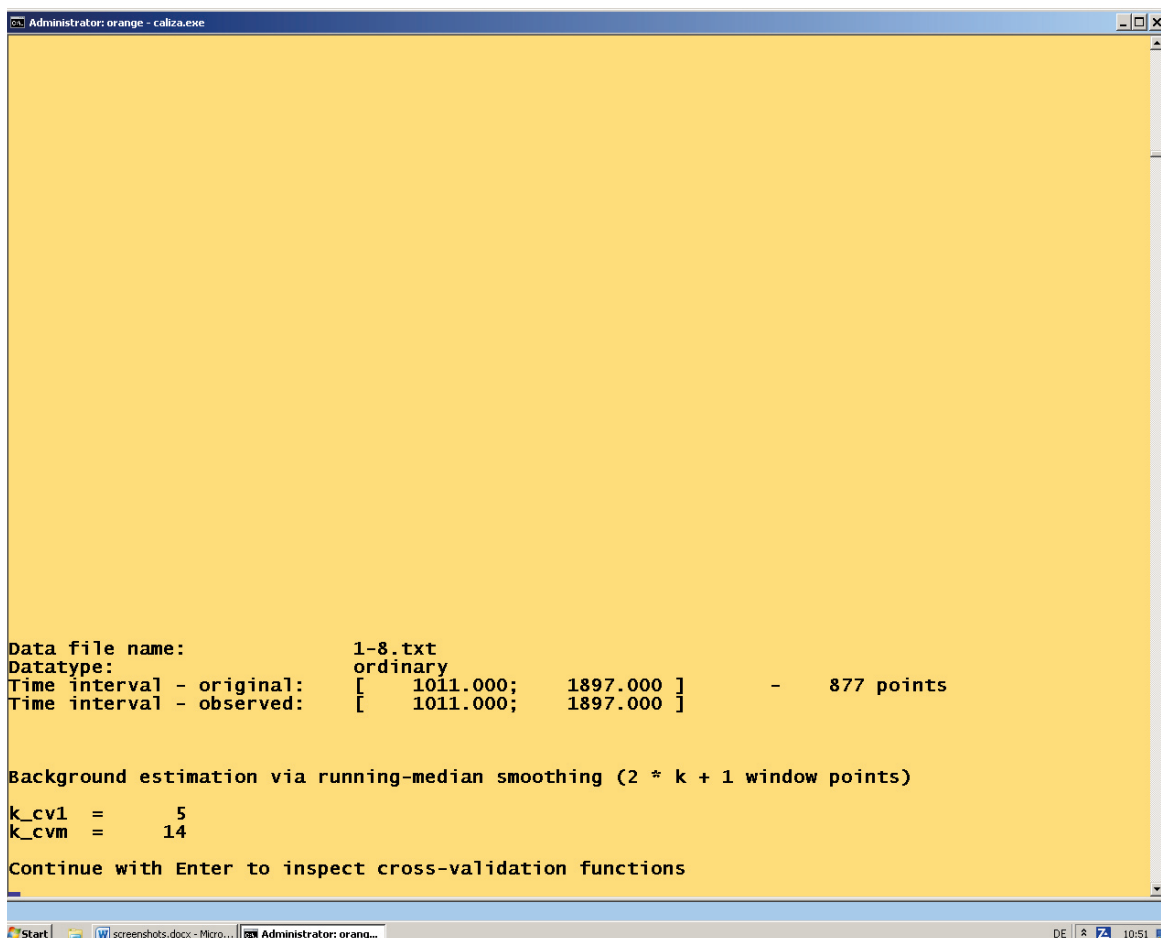 Administrator: orange - caliza.exe
Data file name: 1-8.txt
Datatype: ordinary
Time interval - original: [ 1011.000; 1897.000 ] - 877 points
Time interval - observed: [ 1011.000; 1897.000 ]
Background estimation via running-median smoothing (2 * k + 1 window points)
k_cv1 = 5
k_cvm = 14
Continue with Enter to inspect cross-validation functions
Start screenshots.docx - Micro... Administrator: orang... DE 10:51